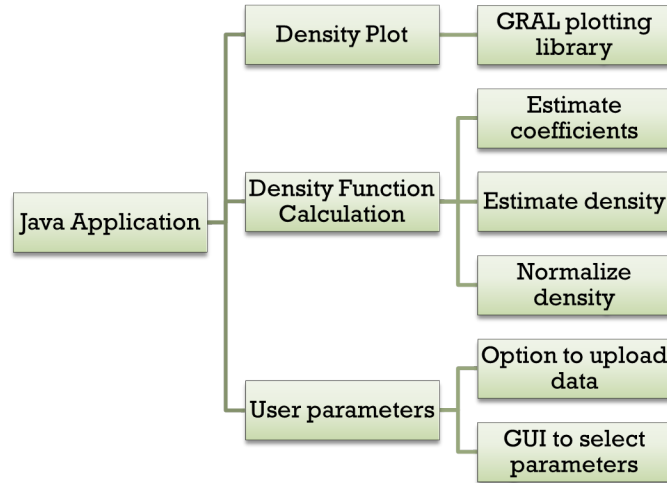 Java Application
Density Plot
GRAL plotting
library
Density Function
Calculation
Estimate
coefficients
Estimate density
Normalize
density
User parameters
Option to upload
data
GUI to select
parameters